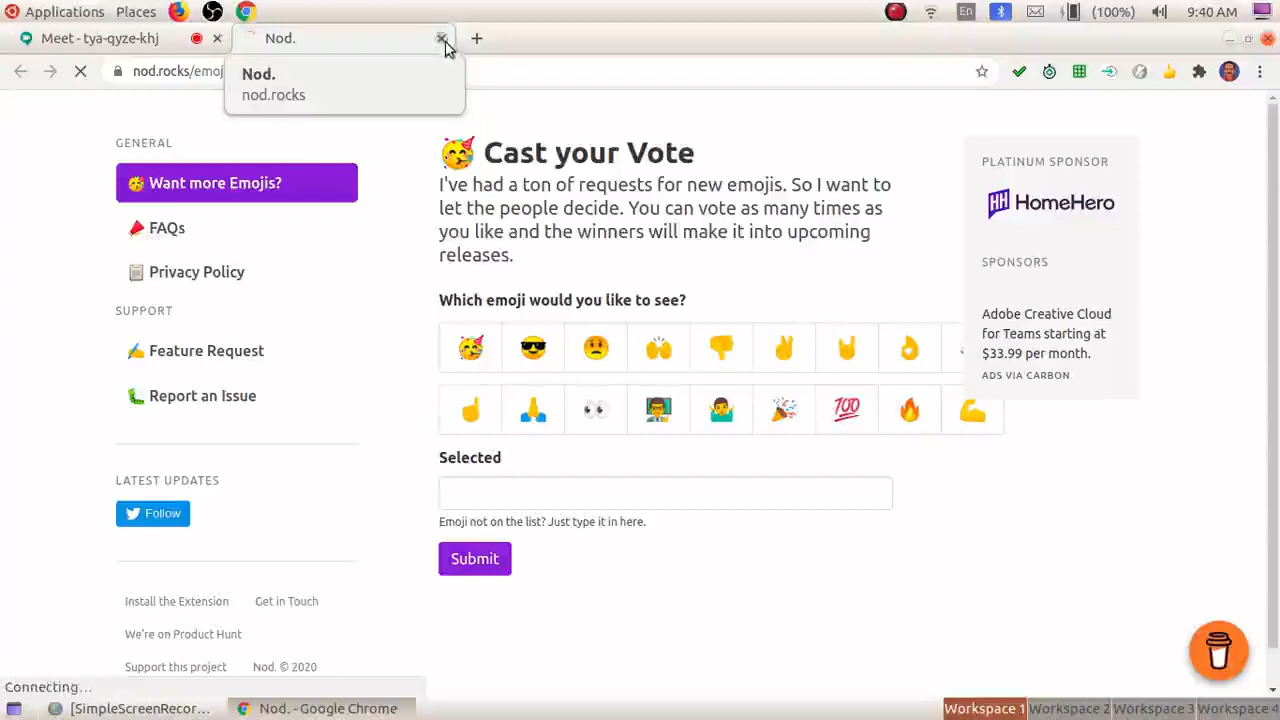 Applications Places En (100%) 9:40 AM
Meet - tya-qyze-khj Nod.
nod.rocks/emoj
Nod.
nod.rocks
GENERAL
🥳 Want more Emojis?
📣 FAQs
📋 Privacy Policy
SUPPORT
✍️ Feature Request
🐛 Report an Issue
LATEST UPDATES
Follow
Install the Extension Get in Touch
We're on Product Hunt
Support this project Nod. © 2020
🥳 Cast your Vote
I've had a ton of requests for new emojis. So I want to
let the people decide. You can vote as many times as
you like and the winners will make it into upcoming
releases.
Which emoji would you like to see?
💯
Selected
Emoji not on the list? Just type it in here.
Submit
PLATINUM SPONSOR
HH HomeHero
SPONSORS
Adobe Creative Cloud
for Teams starting at
$33.99 per month.
ADS VIA CARBON
Connecting...
[SimpleScreenRecor... Nod. - Google Chrome Workspace 1 Workspace 2 Workspace 3 Workspace 4